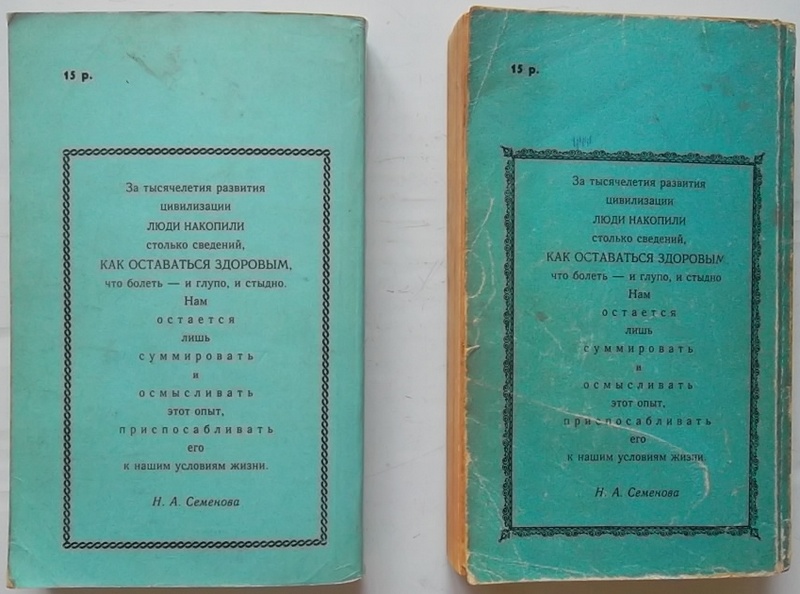 15 р.
За тысячелетия развития
цивилизации
ЛЮДИ НАКОПИЛИ
столько сведений,
КАК ОСТАВАТЬСЯ ЗДОРОВЫМ,
что болеть — и глупо, и стыдно.
Нам
остается
лишь
суммировать
и
осмысливать
этот опыт,
приспосабливать
его
к нашим условиям жизни.
Н. А. Семенова
15 р.
За тысячелетия развития
цивилизации
ЛЮДИ НАКОПИЛИ
столько сведений,
КАК ОСТАВАТЬСЯ ЗДОРОВЫМ
что болеть — и глупо, и стыдно
Нам
остается
лишь
суммировать
и
осмысливать
этот опыт,
приспосабливать
его
к нашим условиям жизни.
Н. А. Семенова